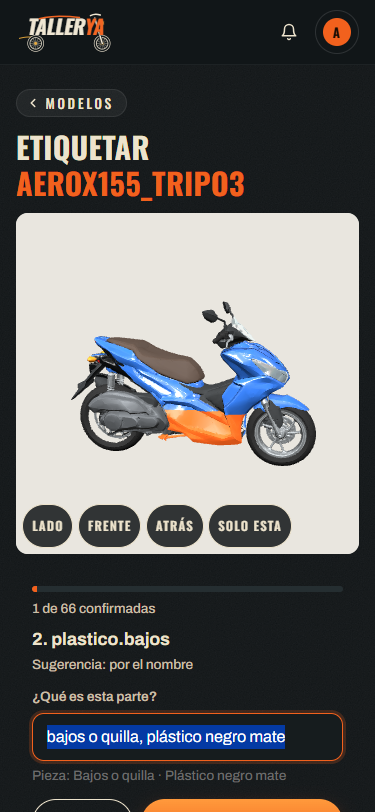 TALLERYA
A
MODELOS
ETIQUETAR
AEROX155_TRIPO3
LADO
FRENTE
ATRÁS
SOLO ESTA
1 de 66 confirmadas
2. plastico.bajos
Sugerencia: por el nombre
¿Qué es esta parte?
bajos o quilla, plástico negro mate
Pieza: Bajos o quilla · Plástico negro mate